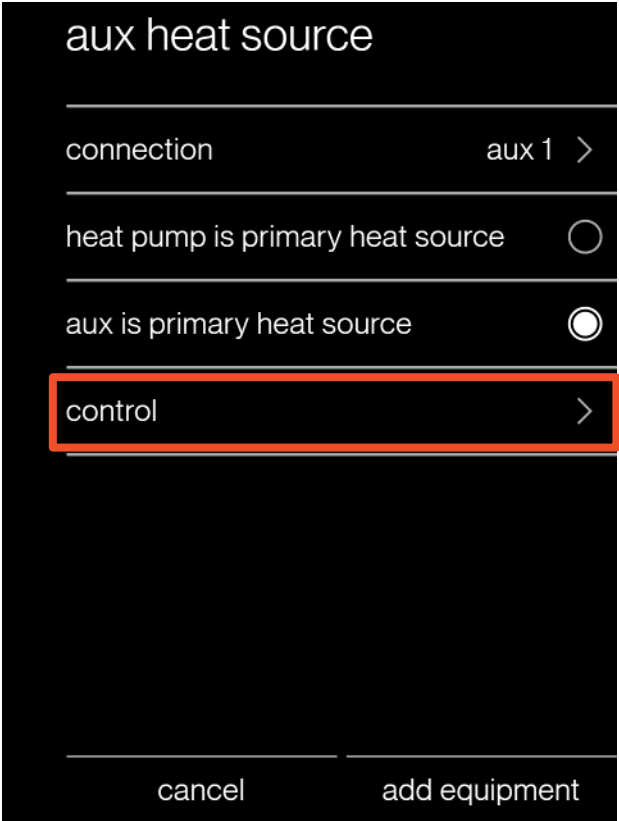 aux heat source
connection aux 1
heat pump is primary heat source
aux is primary heat source
control
cancel add equipment